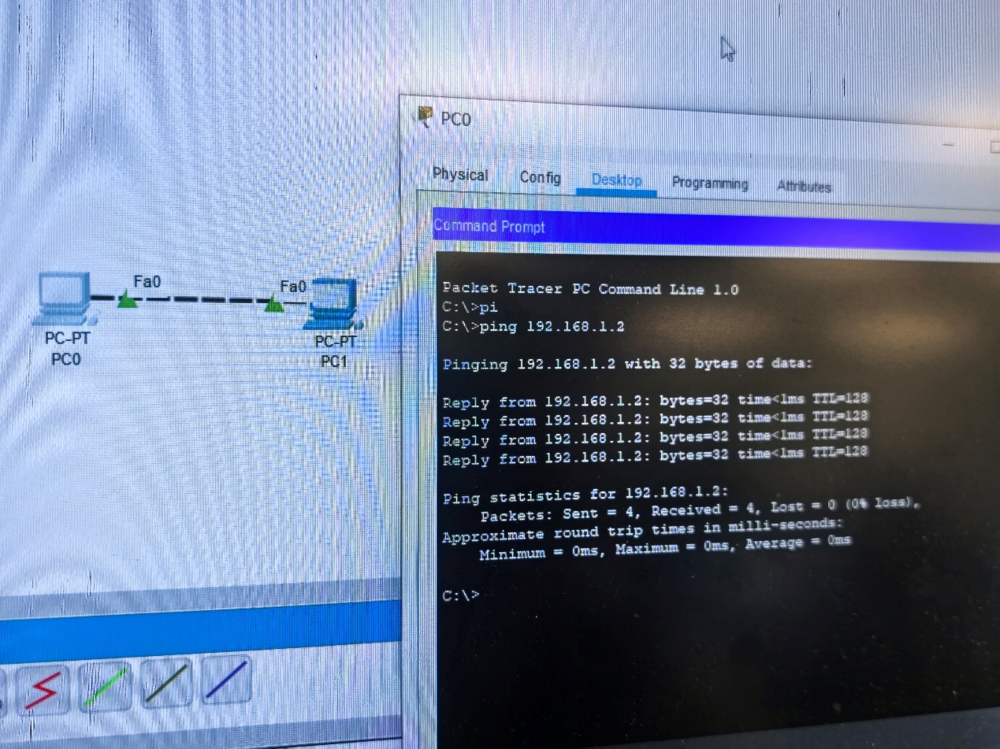 PC0
Physical Config Desktop Programming Attributes
Command Prompt
Packet Tracer PC Command Line 1.0
C:\>pi
C:\>ping 192.168.1.2
Pinging 192.168.1.2 with 32 bytes of data:
Reply from 192.168.1.2: bytes=32 time<1ms TTL=128
Reply from 192.168.1.2: bytes=32 time<1ms TTL=128
Reply from 192.168.1.2: bytes=32 time<1ms TTL=128
Reply from 192.168.1.2: bytes=32 time<1ms TTL=128
Ping statistics for 192.168.1.2:
Packets: Sent = 4, Received = 4, Lost = 0 (0% loss),
Approximate round trip times in milli-seconds:
Minimum = 0ms, Maximum = 0ms, Average = 0ms
C:\>
Fa0 Fa0
PC-PT PC-PT
PC0 PC1